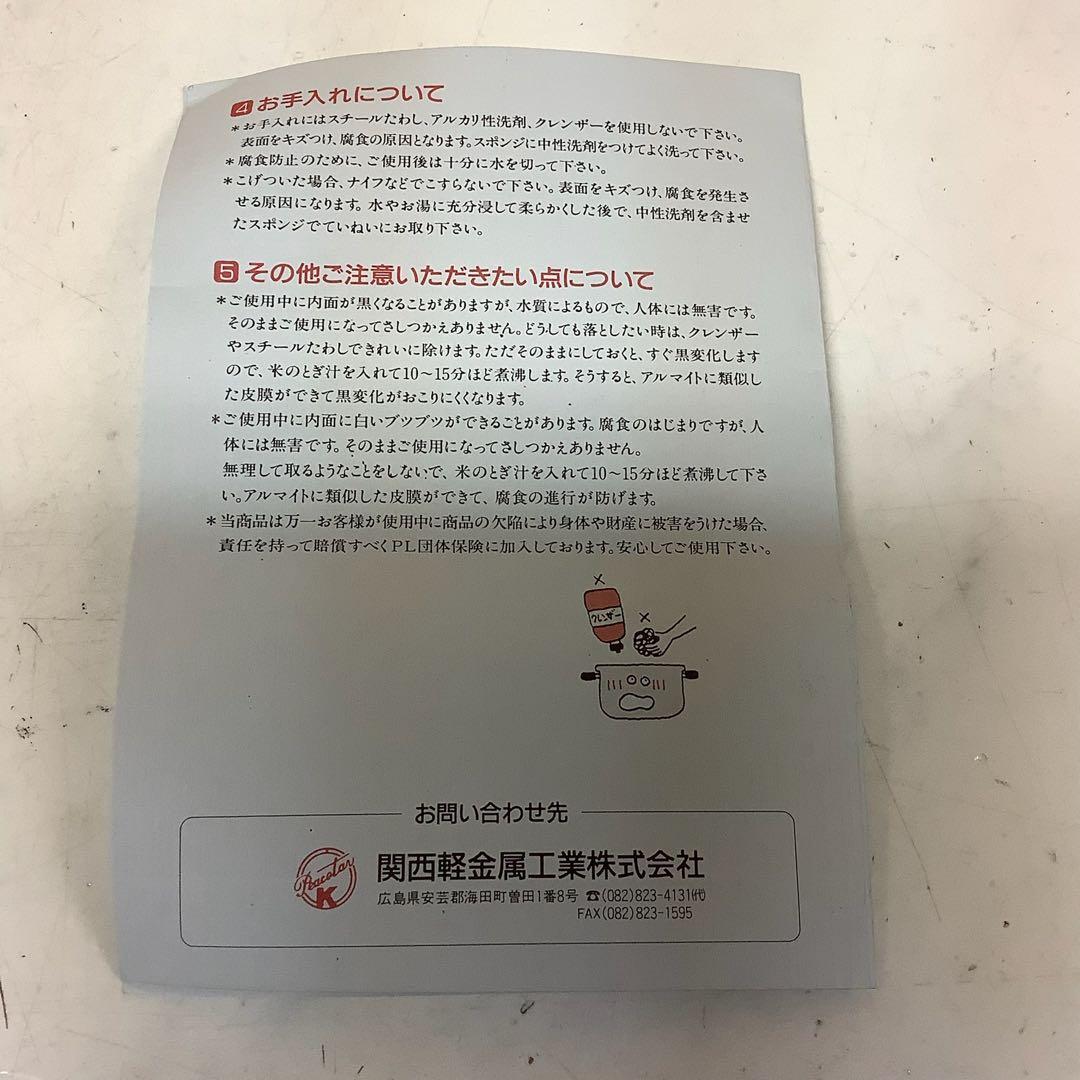 4 お手入れについて
*お手入れにはスチールたわし、アルカリ性洗剤、クレンザーを使用しないで下さい。
表面をキズつけ、腐食の原因となります。スポンジに中性洗剤をつけてよく洗って下さい。
*腐食防止のために、ご使用後は十分に水を切って下さい。
*こげついた場合、ナイフなどでこすらないで下さい。表面をキズつけ、腐食を発生さ
せる原因になります。水やお湯に充分浸して柔らかくした後で、中性洗剤を含ませ
たスポンジでていねいにお取り下さい。
5 その他ご注意いただきたい点について
*ご使用中に内面が黒くなることがありますが、水質によるもので、人体には無害です。
そのままご使用になってさしつかえありません。どうしても落としたい時は、クレンザー
やスチールたわしできれいに除けます。ただそのままにしておくと、すぐ黒変化します
ので、米のとぎ汁を入れて10〜15分ほど煮沸します。そうすると、アルマイトに類似し
た皮膜ができて黒変化がおこりにくくなります。
*ご使用中に内面に白いブツブツができることがあります。腐食のはじまりですが、人
体には無害です。そのままご使用になってさしつかえありません。
無理して取るようなことをしないで、米のとぎ汁を入れて10〜15分ほど煮沸して下さ
い。アルマイトに類似した皮膜ができて、腐食の進行が防げます。
*当商品は万一お客様が使用中に商品の欠陥により身体や財産に被害をうけた場合、
責任を持って賠償すべくPL団体保険に加入しております。安心してご使用下さい。
×
クレンザー
×
お問い合わせ先
Peacolar
K
関西軽金属工業株式会社
広島県安芸郡海田町曽田1番8号 ☎(082)823-4131(代)
FAX(082)823-1595